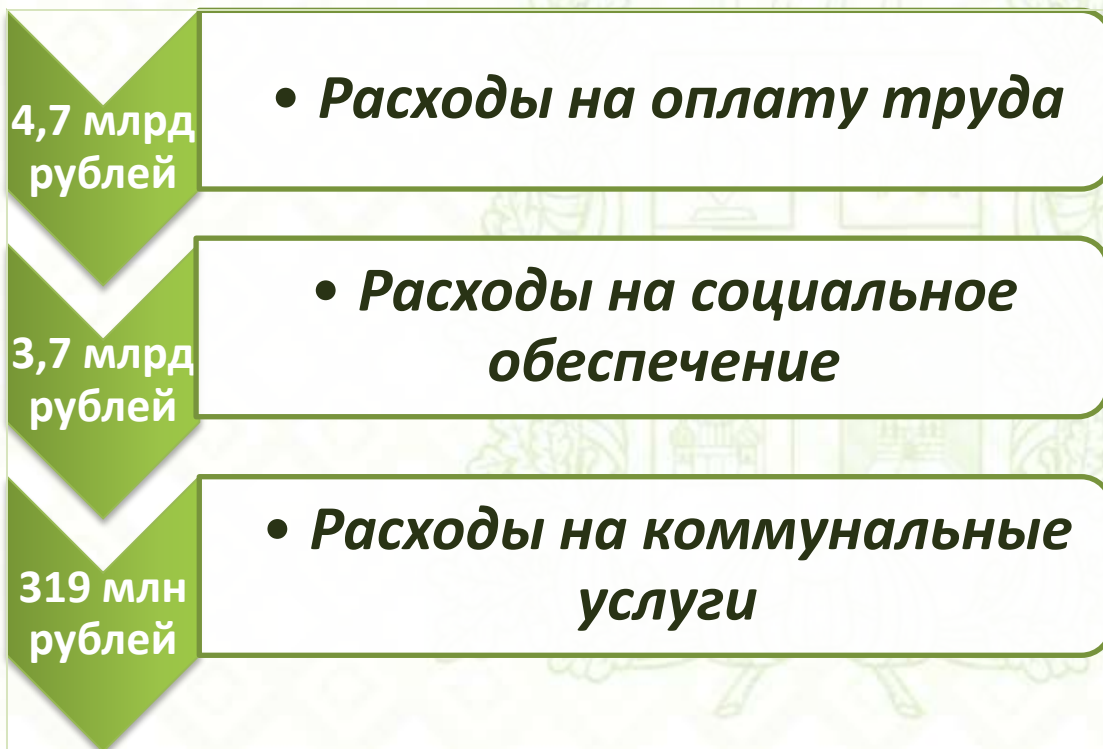 4,7 млрд
рублей
• Расходы на оплату труда
3,7 млрд
рублей
• Расходы на социальное
обеспечение
319 млн
рублей
• Расходы на коммунальные
услуги